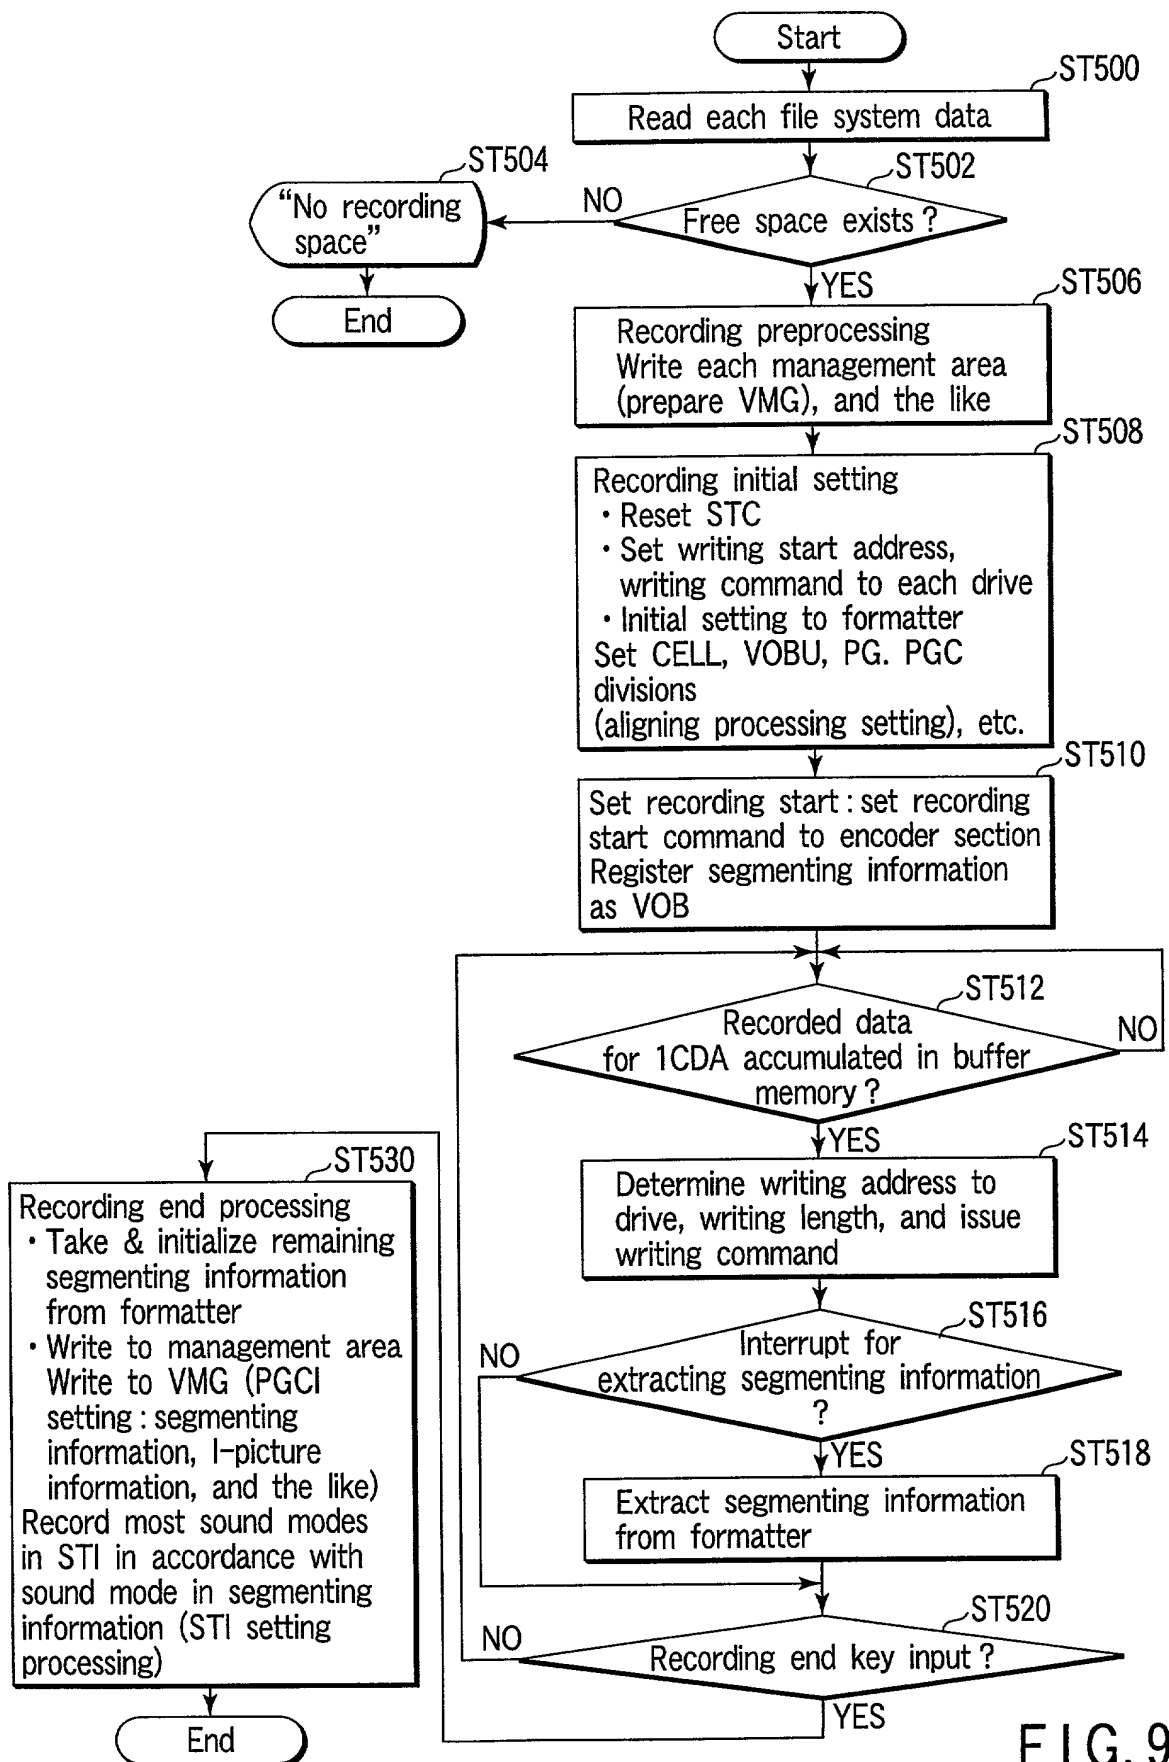 Start
ST500
Read each file system data
ST504
ST502
"No recording
space"
NO
Free space exists ?
YES
End
ST506
Recording preprocessing
Write each management area
(prepare VMG), and the like
ST508
Recording initial setting
・Reset STC
・Set writing start address,
writing command to each drive
・Initial setting to formatter
Set CELL, VOBU, PG. PGC
divisions
(aligning processing setting), etc.
ST510
Set recording start : set recording
start command to encoder section
Register segmenting information
as VOB
ST512
Recorded data
for 1CDA accumulated in buffer
memory ?
NO
YES
ST514
Determine writing address to
drive, writing length, and issue
writing command
ST516
Interrupt for
extracting segmenting information
?
NO
YES
ST518
Extract segmenting information
from formatter
ST520
NO
Recording end key input ?
YES
ST530
Recording end processing
・Take & initialize remaining
segmenting information
from formatter
・Write to management area
Write to VMG (PGCI
setting : segmenting
information, I-picture
information, and the like)
Record most sound modes
in STI in accordance with
sound mode in segmenting
information (STI setting
processing)
End
FIG. 9